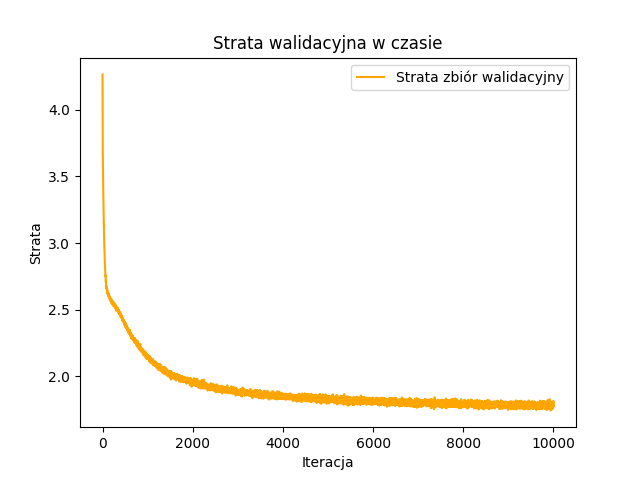 Strata walidacyjna w czasie
Strata zbiór walidacyjny
Strata
4.0
3.5
3.0
2.5
2.0
0
2000
4000
6000
8000
10000
Iteracja